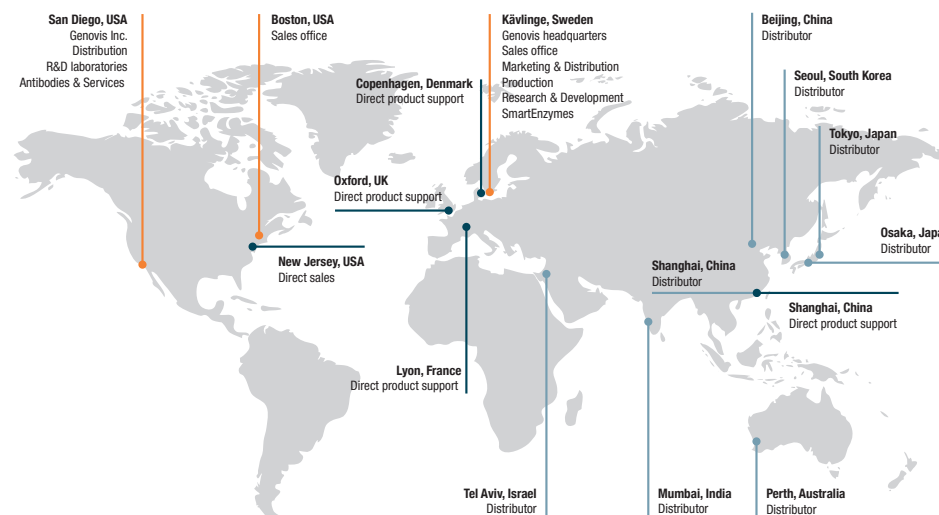 San Diego, USA
Genovis Inc.
Distribution
R&D laboratories
Antibodies & Services
Boston, USA
Sales office
Kävlinge, Sweden
Genovis headquarters
Sales office
Marketing & Distribution
Production
Research & Development
SmartEnzymes
Beijing, China
Distributor
Seoul, South Korea
Distributor
Copenhagen, Denmark
Direct product support
Tokyo, Japan
Distributor
Oxford, UK
Direct product support
Osaka, Japa
Distributor
New Jersey, USA
Direct sales
Shanghai, China
Distributor
Shanghai, China
Direct product support
Lyon, France
Direct product support
Tel Aviv, Israel
Distributor
Mumbai, India
Distributor
Perth, Australia
Distributor